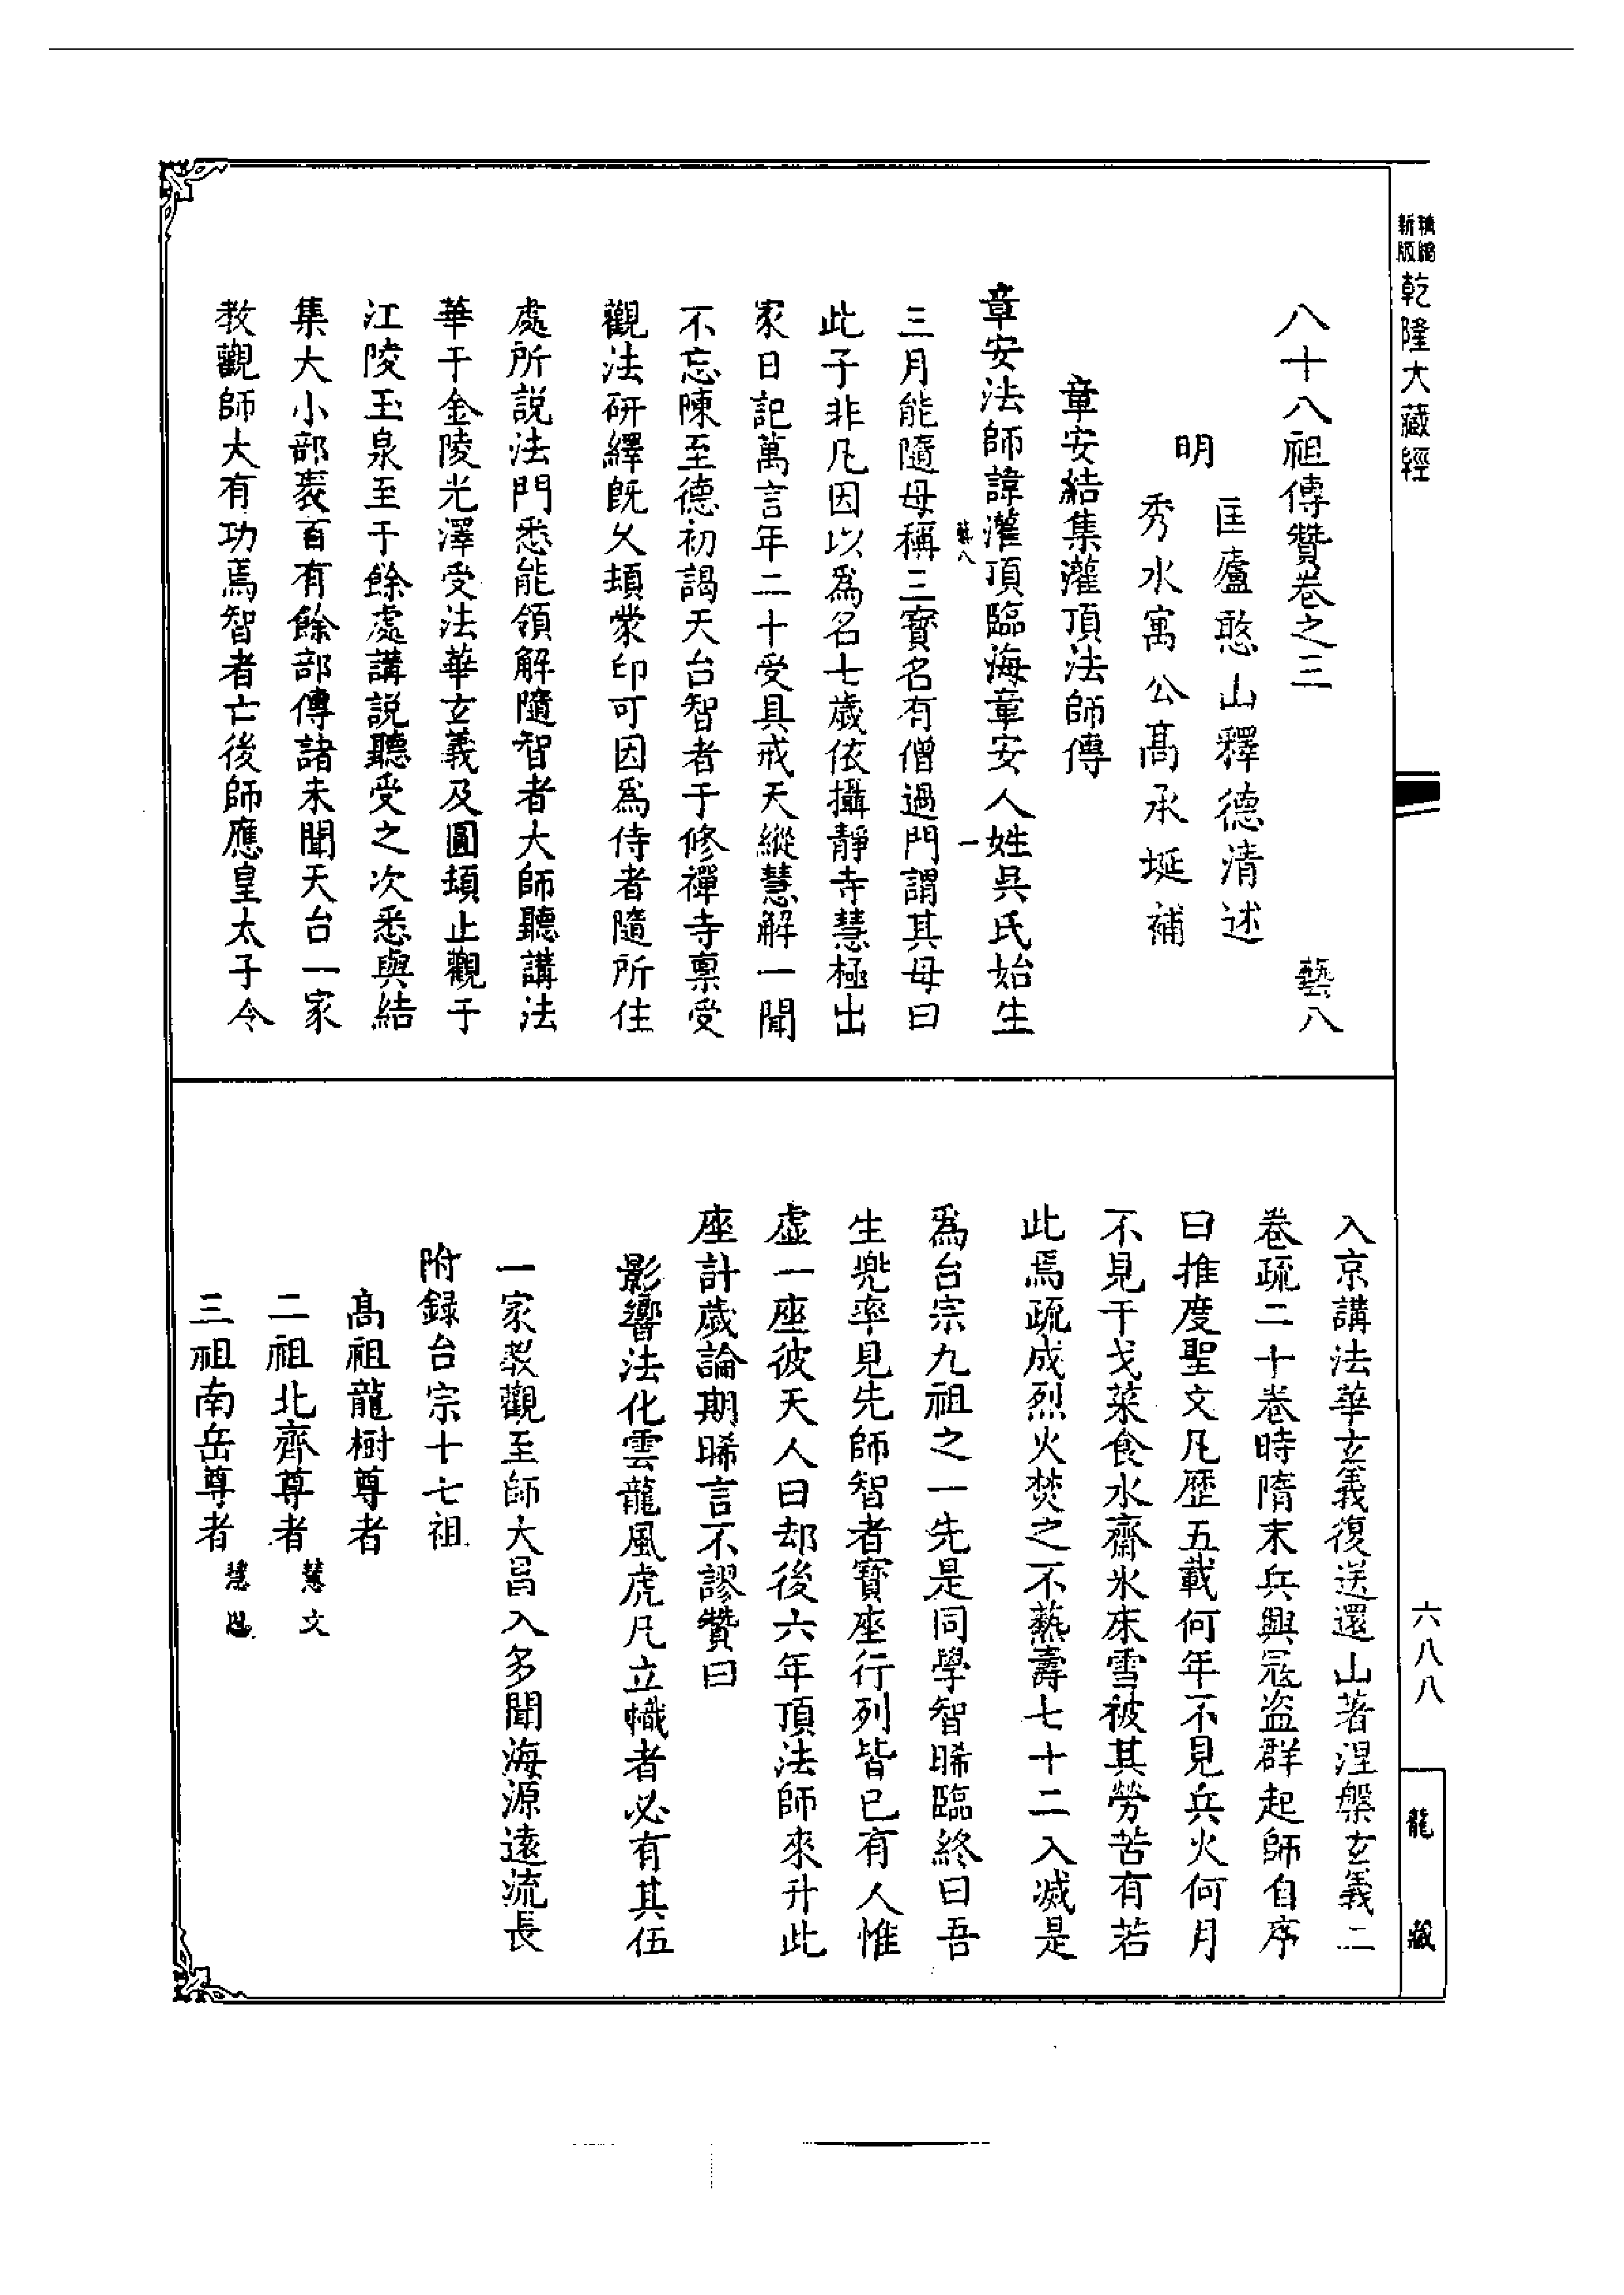 新版
精編
乾隆大藏經
八十八祖傳贊卷之三 藝八
明
匡廬憨山釋德清述
秀水寓公高承埏補
章安結集灌頂法師傳
章安法師諱灌頂臨海章安人姓吳氏始生
藝八 一
三月能隨母稱三寶名有僧過門謂其母曰
此子非凡因以爲名七歲依攝靜寺慧極出
家日記萬言年二十受具戒天縱慧解一聞
不忘陳至德初謁天台智者于修禪寺禀受
觀法研繹旣久頓蒙印可因爲侍者隨所住
處所說法門悉能領解隨智者大師聽講法
華于金陵光澤受法華玄義及圓頓止觀于
江陵玉泉至于餘處講說聽受之次悉與結
集大小部袠百有餘部傳諸未聞天台一家
教觀師大有功焉智者亡後師應皇太子令
入京講法華玄義復送還山著涅槃玄義二
卷疏二十卷時隋末兵興冦盜群起師自序
曰推度聖文凡歷五載何年不見兵火何月
不見干戈菜食水齋氷床雪被其勞苦有若
此焉疏成烈火焚之不爇壽七十二入滅是
爲台宗九祖之一先是同學智晞臨終曰吾
生兠率見先師智者寶座行列皆已有人惟
虛一座彼天人曰却後六年頂法師來升此
座計歲論期晞言不謬贊曰
影響法化雲龍風虎凡立幟者必有其伍
一家教觀至師大昌入多聞海源遠流長
附録台宗十七祖
高祖龍樹尊者
二祖北齊尊者 慧文
三祖南岳尊者 慧思
六八八
龍藏